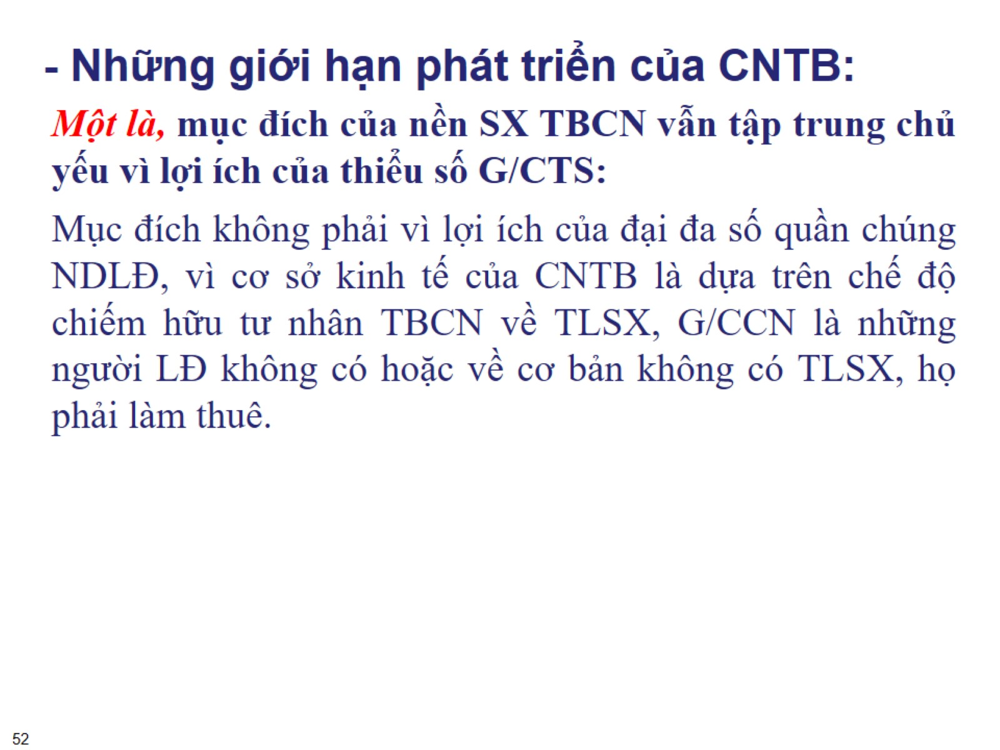 - Những giới hạn phát triển của CNTB:
Một là, mục đích của nền SX TBCN vẫn tập trung chủ
yếu vì lợi ích của thiểu số G/CTS:
Mục đích không phải vì lợi ích của đại đa số quần chúng
NDLĐ, vì cơ sở kinh tế của CNTB là dựa trên chế độ
chiếm hữu tư nhân TBCN về TLSX, G/CCN là những
người LĐ không có hoặc về cơ bản không có TLSX, họ
phải làm thuê.
52